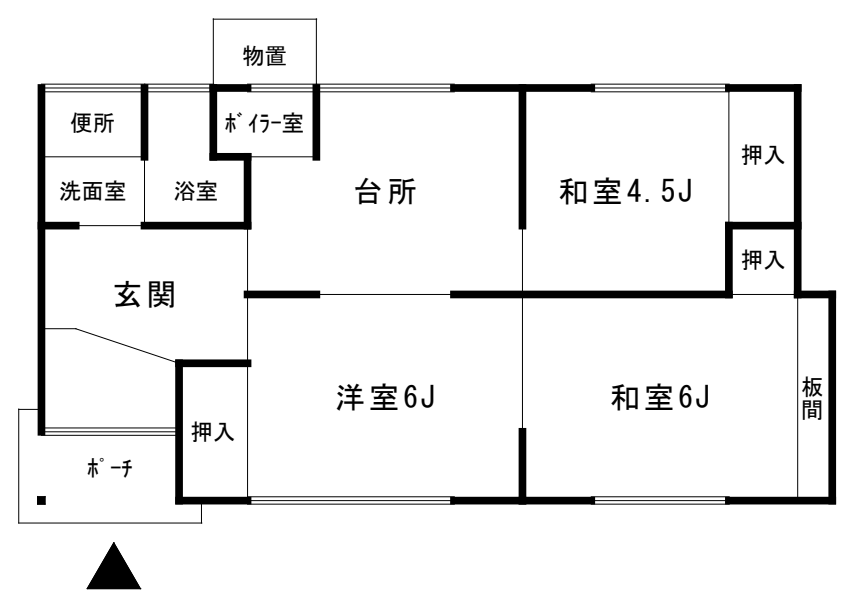 物置
便所
ﾎﾞｲﾗｰ室
押入
洗面室
浴室
台所
和室4.5J
押入
玄関
洋室6J
和室6J
板間
押入
ﾎﾟｰﾁ